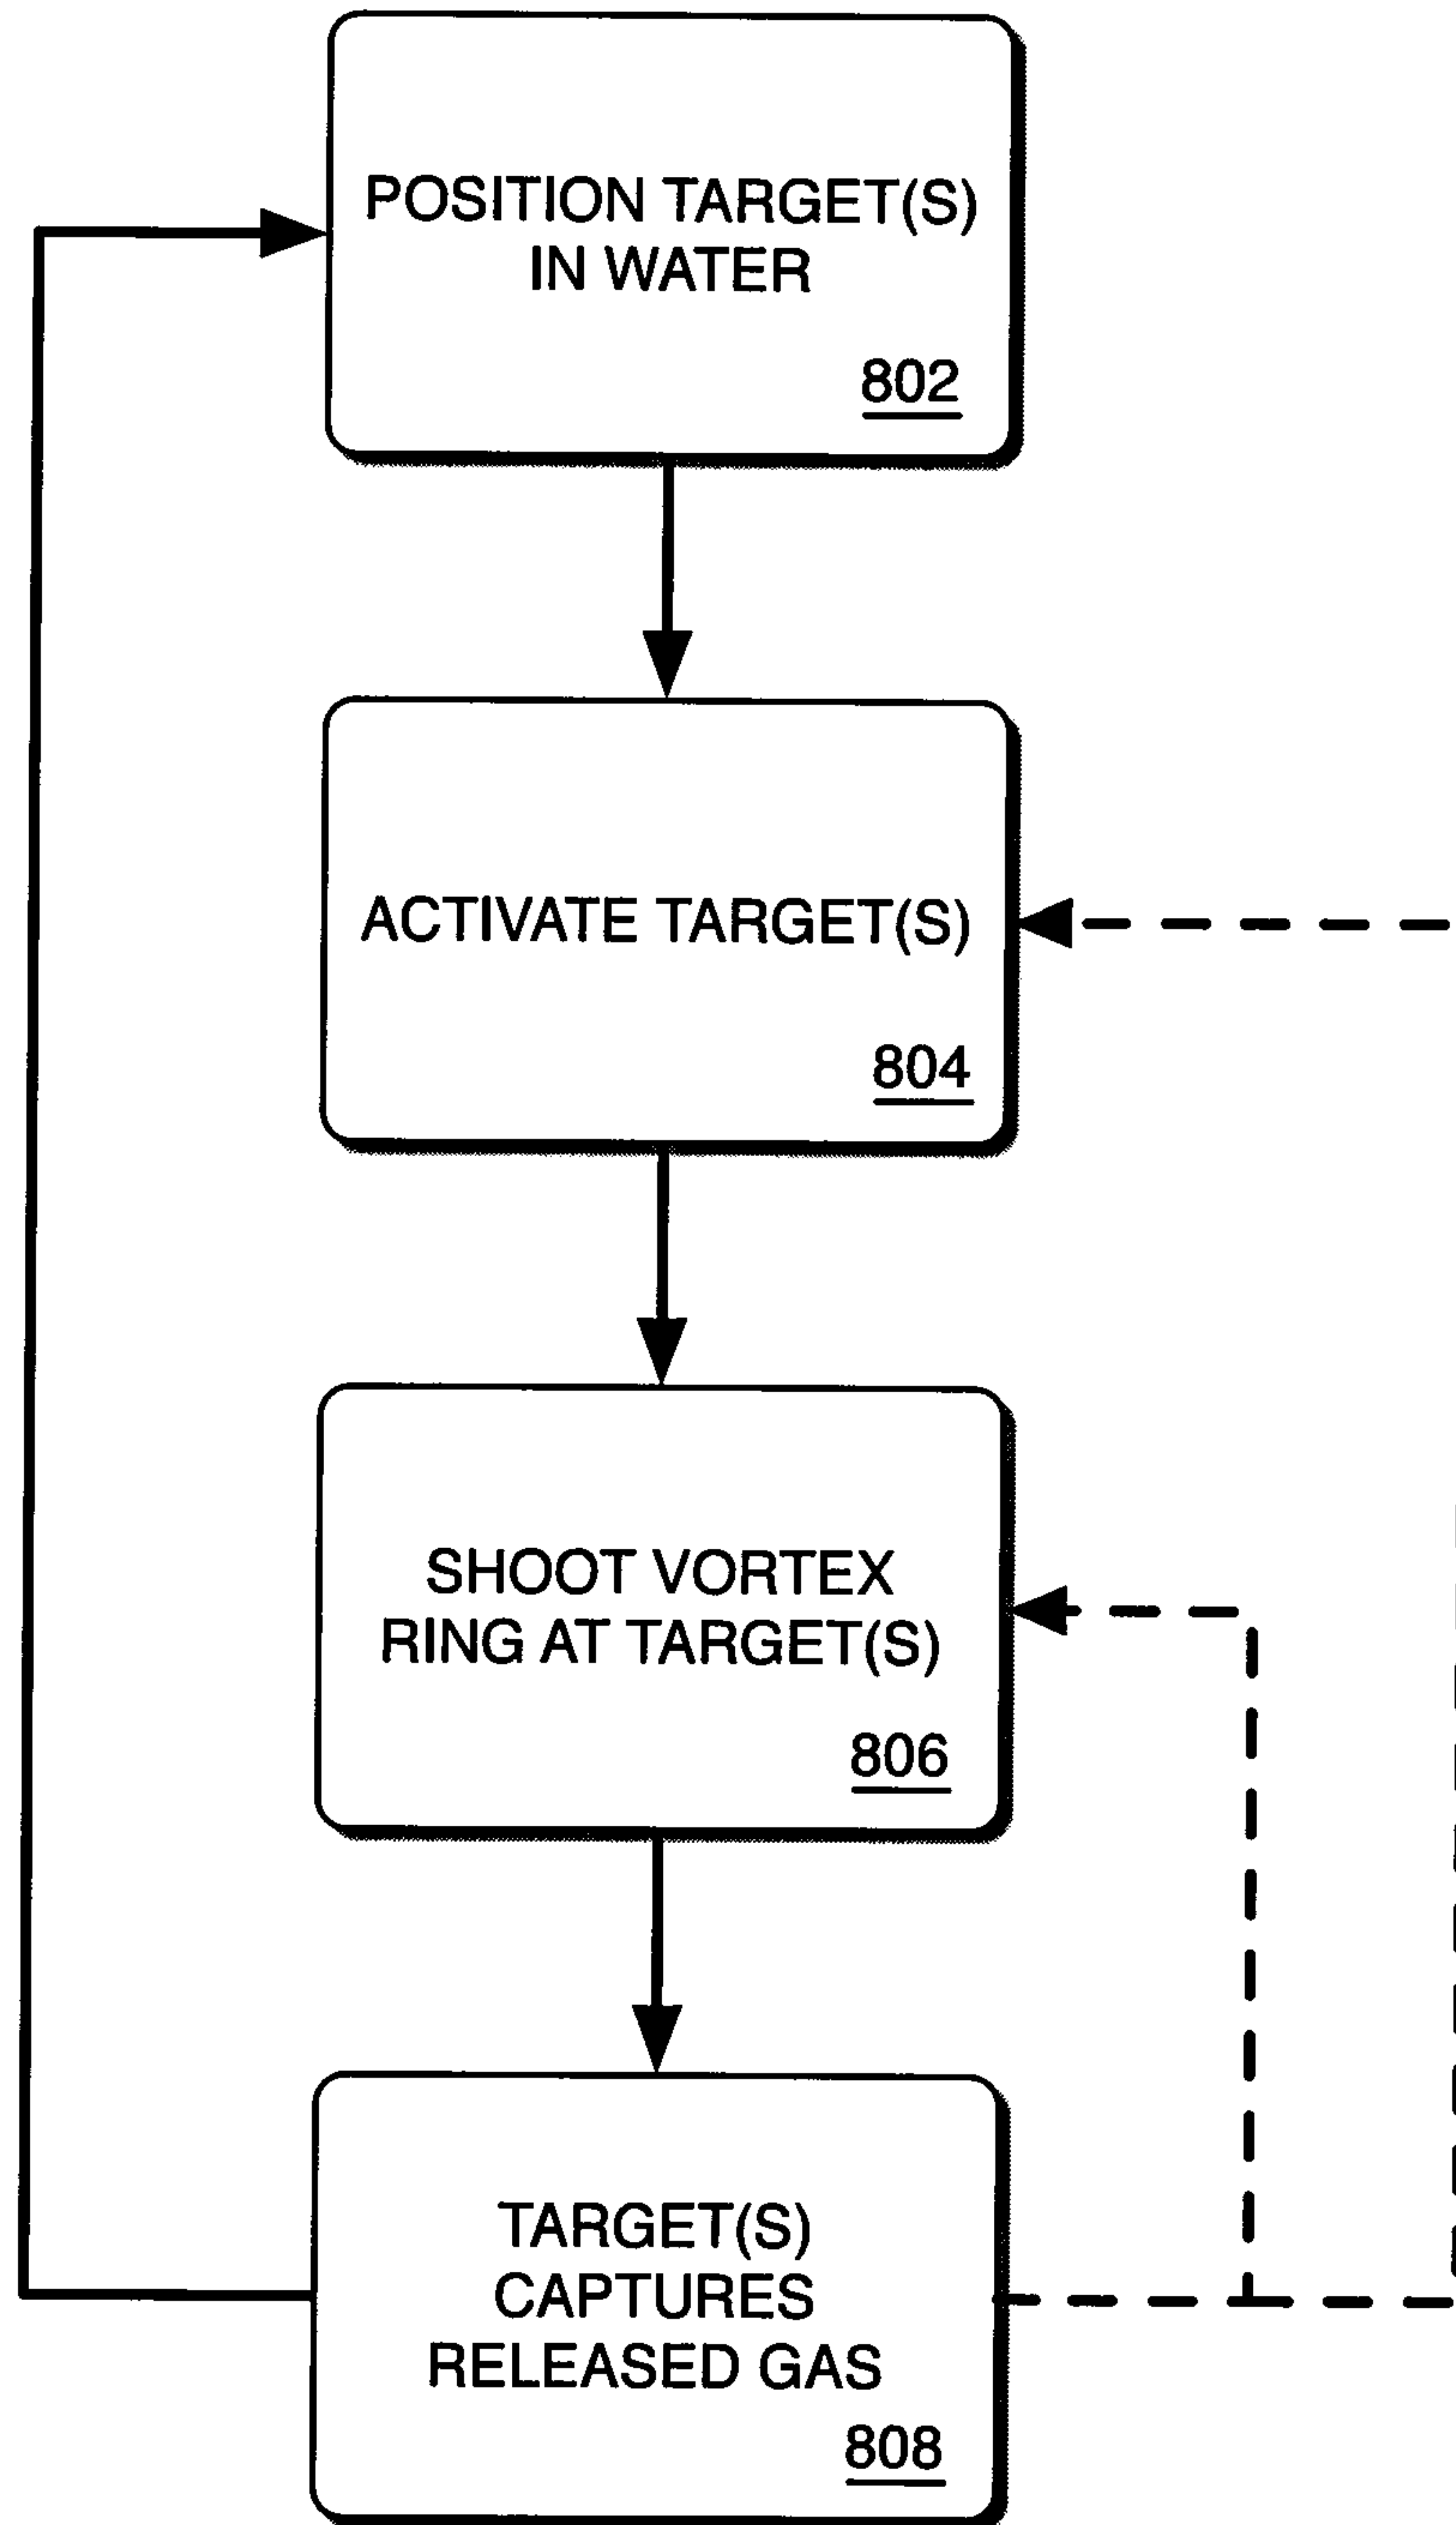 POSITION TARGET(S)
IN WATER
802
ACTIVATE TARGET(S)
804
SHOOT VORTEX
RING AT TARGET(S)
806
TARGET(S)
CAPTURES
RELEASED GAS
808